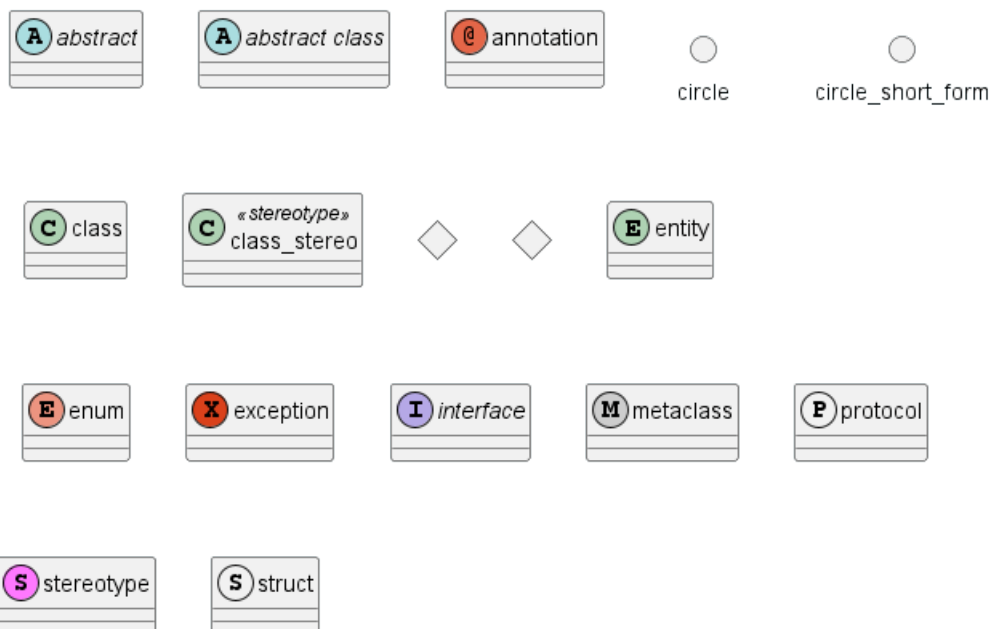 A abstract
A abstract class
@ annotation
circle
circle_short_form
C class
«stereotype»
C class_stereo
E entity
E enum
X exception
I interface
M metaclass
P protocol
S stereotype
S struct